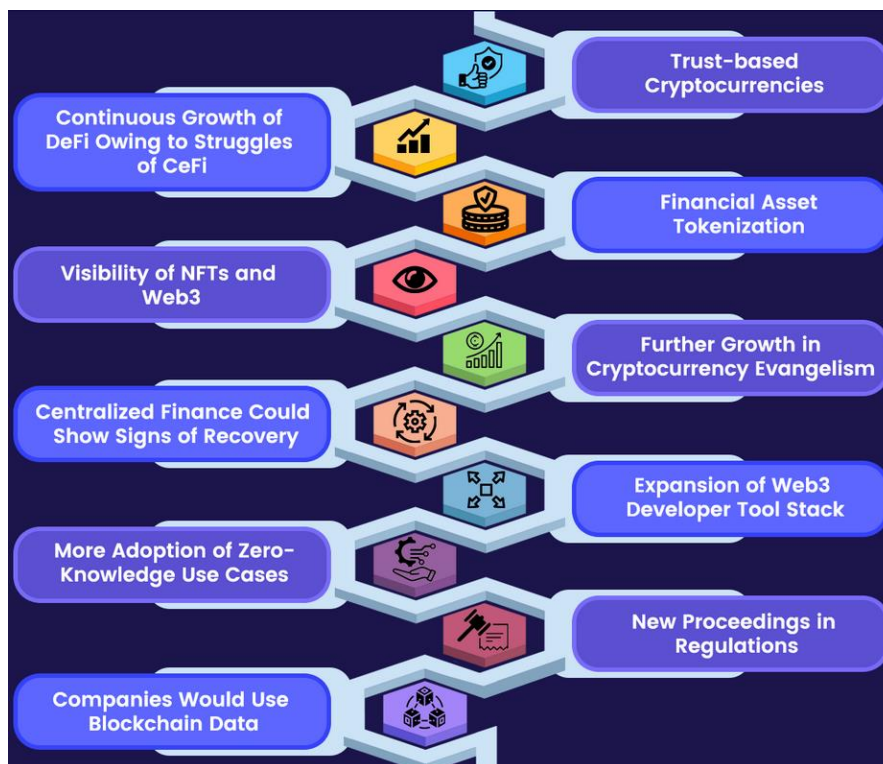 Trust-based
Cryptocurrencies
Continuous Growth of
DeFi Owing to Struggles
of CeFi
Financial Asset
Tokenization
Visibility of NFTs and
Web3
Further Growth in
Cryptocurrency Evangelism
Centralized Finance Could
Show Signs of Recovery
Expansion of Web3
Developer Tool Stack
More Adoption of Zero-
Knowledge Use Cases
New Proceedings in
Regulations
Companies Would Use
Blockchain Data